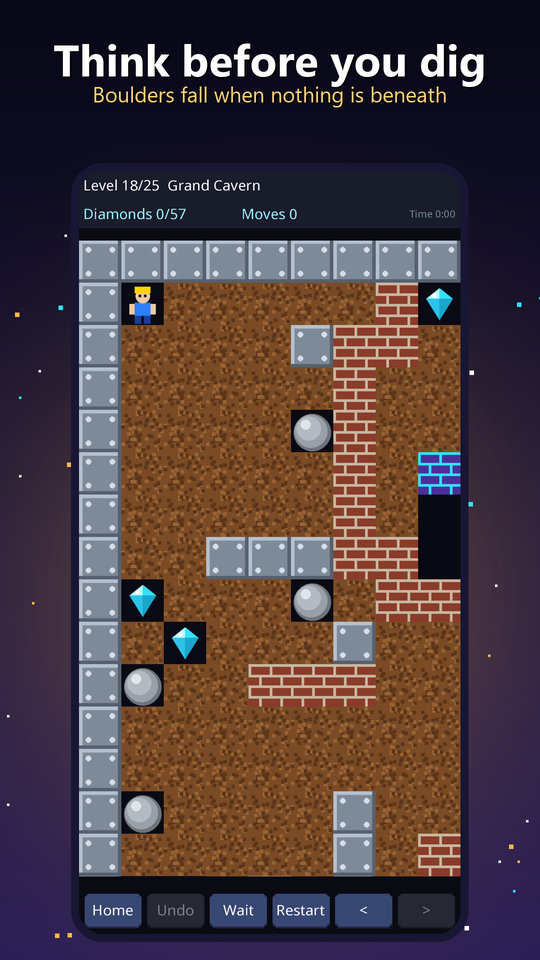 Think before you dig
Boulders fall when nothing is beneath
Level 18/25  Grand Cavern
Diamonds 0/57 Moves 0 Time 0:00
Home Undo Wait Restart < >